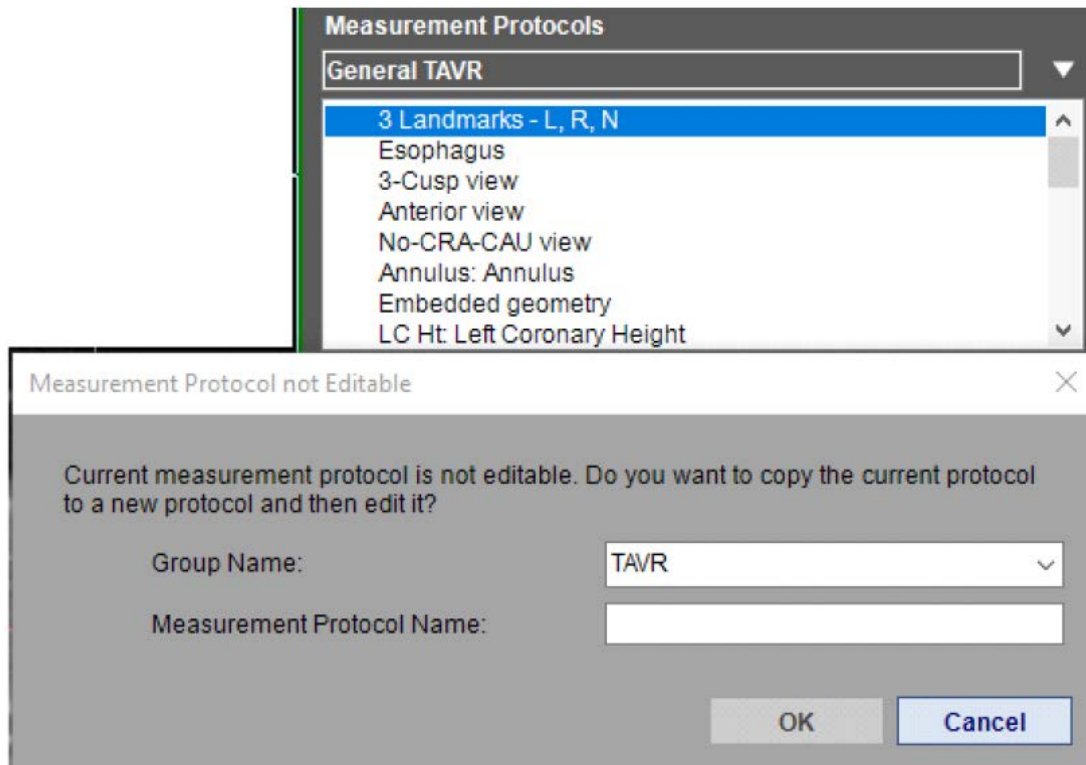 Measurement Protocols
General TAVR
3 Landmarks - L, R, N
Esophagus
3-Cusp view
Anterior view
No-CRA-CAU view
Annulus: Annulus
Embedded geometry
LC Ht: Left Coronary Height
Measurement Protocol not Editable
Current measurement protocol is not editable. Do you want to copy the current protocol
to a new protocol and then edit it?
Group Name: TAVR
Measurement Protocol Name:
OK Cancel